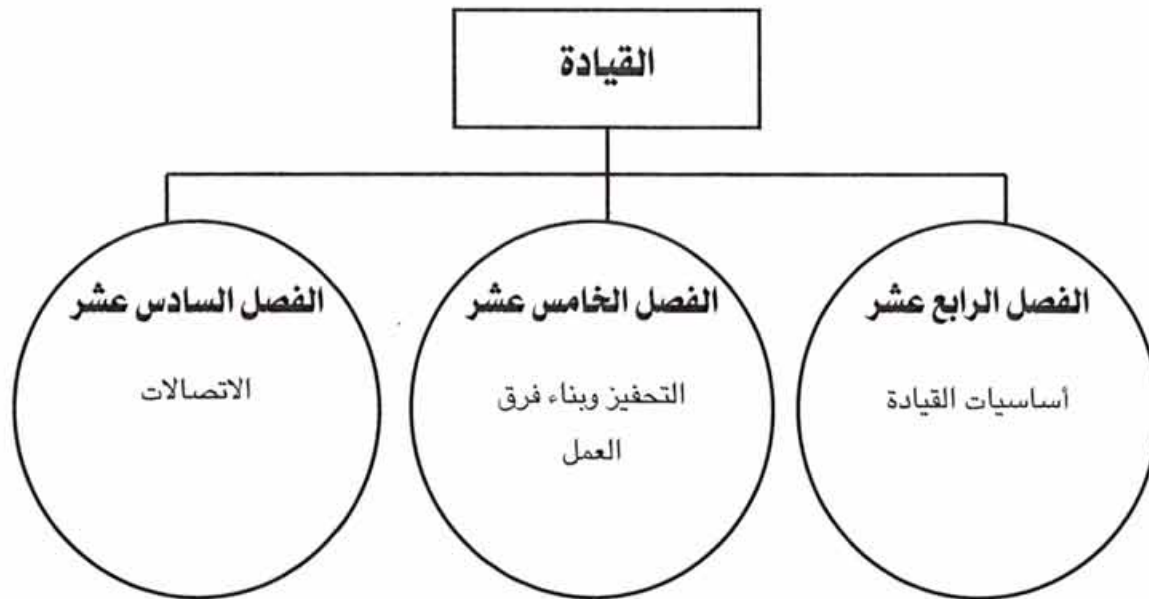 القيادة
الفصل الرابع عشر
أساسيات القيادة
الفصل الخامس عشر
التحفيز وبناء فرق
العمل
الفصل السادس عشر
الاتصالات